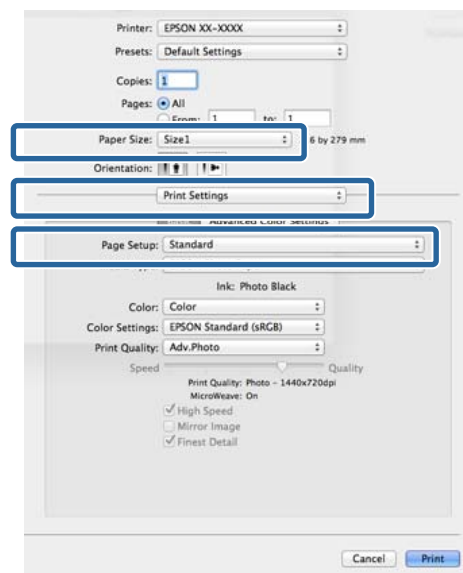 Printer: EPSON XX-XXXX
Presets: Default Settings
Copies: 1
Pages: All
From: 1 to: 1
Paper Size: Size1 6 by 279 mm
Orientation:
Print Settings
Advanced Color Settings
Page Setup: Standard
Ink: Photo Black
Color: Color
Color Settings: EPSON Standard (sRGB)
Print Quality: Adv.Photo
Speed Quality
Print Quality: Photo - 1440x720dpi
MicroWeave: On
High Speed
Mirror Image
Finest Detail
Cancel Print